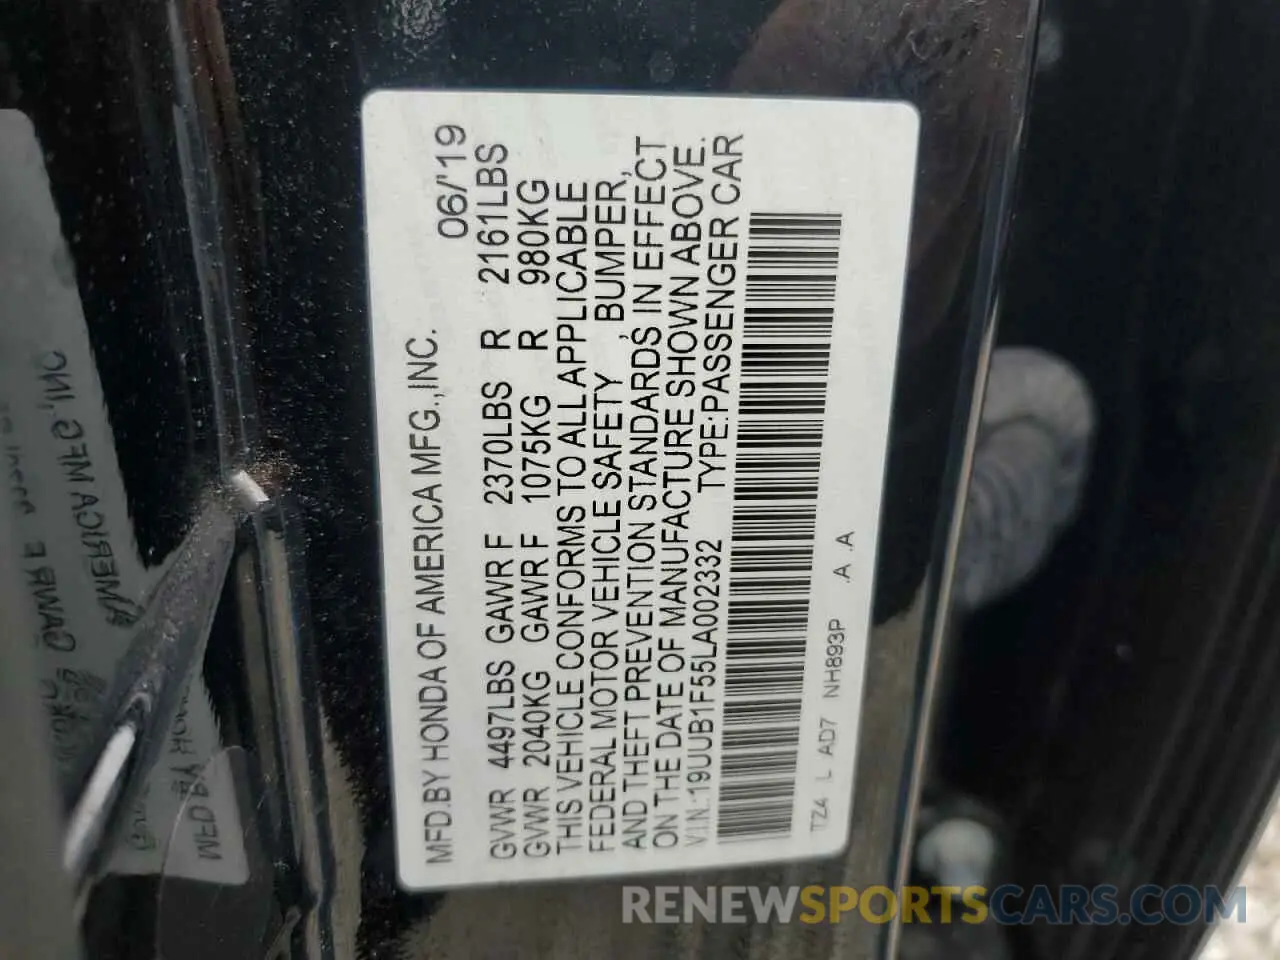 MFD.BY HONDA OF AMERICA MFG.,INC. 06/'19
GVWR 4497LBS GAWR F 2370LBS R 2161LBS
GVWR 2040KG GAWR F 1075KG R 980KG
THIS VEHICLE CONFORMS TO ALL APPLICABLE
FEDERAL MOTOR VEHICLE SAFETY, BUMPER,
AND THEFT PREVENTION STANDARDS IN EFFECT
ON THE DATE OF MANUFACTURE SHOWN ABOVE.
V.I.N.:19UUB1F55LA002332 TYPE:PASSENGER CAR
TZ4 L AD7 NH893P .A .A
RENEWSPORTSCARS.COM